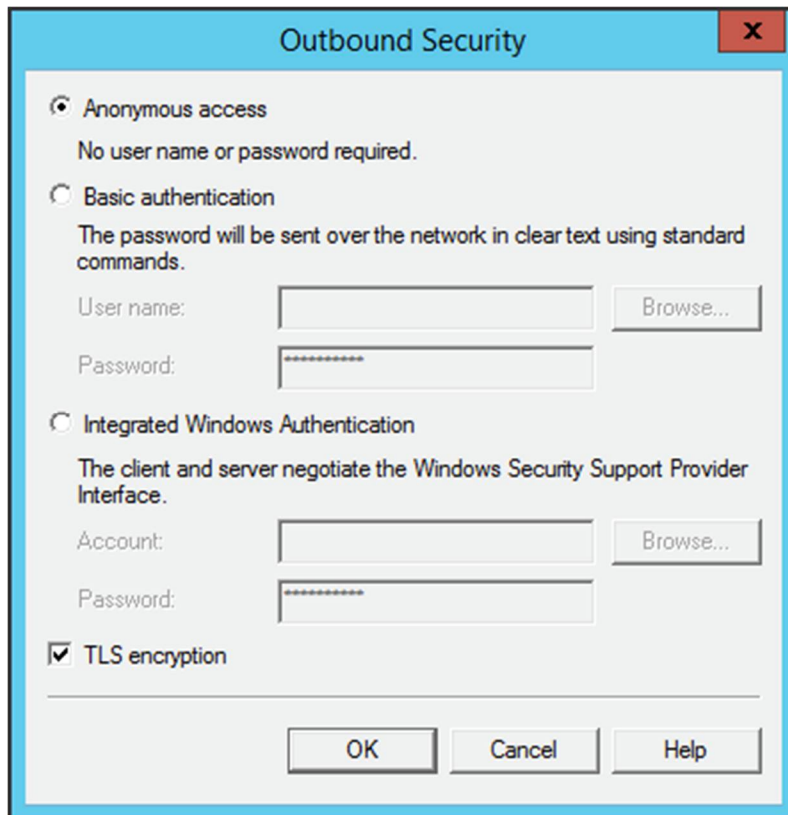 Outbound Security
x
Anonymous access
No user name or password required.
Basic authentication
The password will be sent over the network in clear text using standard
commands.
User name:
Browse...
Password:
**********
Integrated Windows Authentication
The client and server negotiate the Windows Security Support Provider
Interface.
Account:
Browse...
Password:
**********
TLS encryption
OK
Cancel
Help